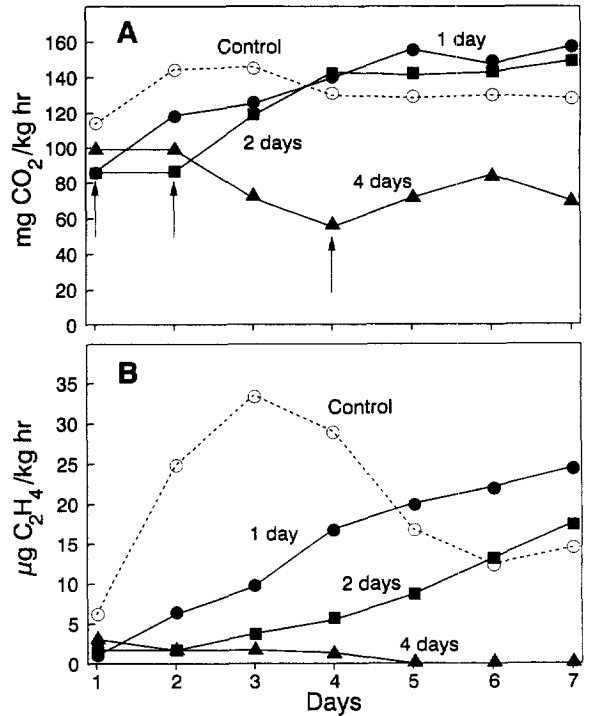 A
Control
1 day
2 days
4 days
mg CO2/kg hr
160
140
120
100
80
60
40
20
0
B
Control
1 day
2 days
4 days
µg C2H4/kg hr
35
30
25
20
15
10
5
0
1 2 3 4 5 6 7
Days